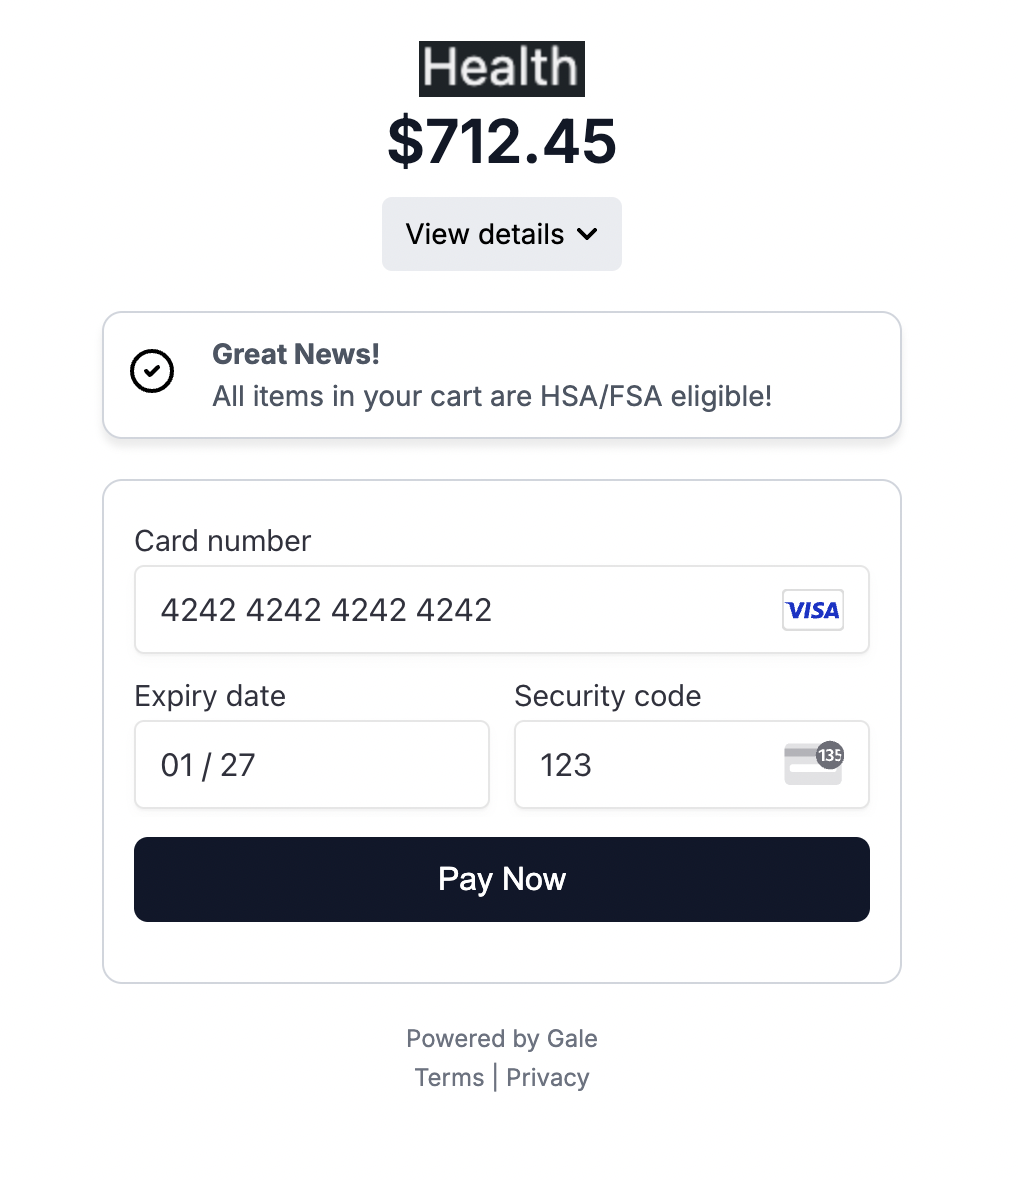 Health
$712.45
View details
Great News!
All items in your cart are HSA/FSA eligible!
Card number
4242 4242 4242 4242
VISA
Expiry date
Security code
01 / 27
123
135
Pay Now
Powered by Gale
Terms | Privacy